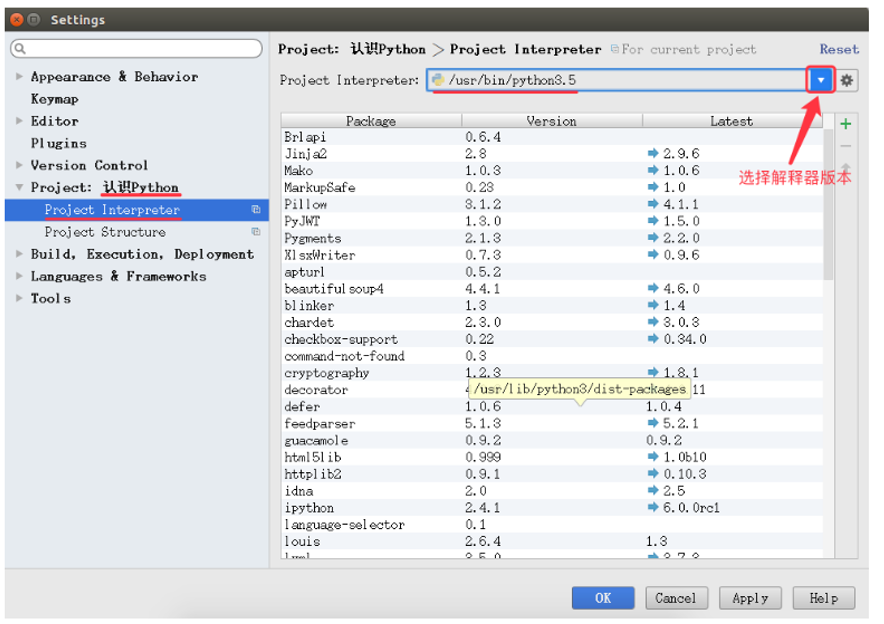 Settings
Project: 认识Python > Project Interpreter For current project Reset
Project Interpreter: /usr/bin/python3.5
Appearance & Behavior
Keymap
Editor
Plugins
Version Control
Project: 认识Python
Project Interpreter
Project Structure
Build, Execution, Deployment
Languages & Frameworks
Tools
选择解释器版本
Package Version Latest
Brlapi 0.6.4
Jinja2 2.8 2.9.6
Mako 1.0.3 1.0.6
MarkupSafe 0.23 1.0
Pillow 3.1.2 4.1.1
PyJWT 1.3.0 1.5.0
Pygments 2.1.3 2.2.0
XlsxWriter 0.7.3 0.9.6
apturl 0.5.2
beautifulsoup4 4.4.1 4.6.0
blinker 1.3 1.4
chardet 2.3.0 3.0.3
checkbox-support 0.22 0.34.0
command-not-found 0.3
cryptography 1.2.3 1.8.1
decorator 11
/usr/lib/python3/dist-packages
defer 1.0.6 1.0.4
feedparser 5.1.3 5.2.1
guacamole 0.9.2 0.9.2
html5lib 0.999 1.0b10
httplib2 0.9.1 0.10.3
idna 2.0 2.5
ipython 2.4.1 6.0.0rc1
language-selector 0.1
louis 2.6.4 1.3
OK Cancel Apply Help